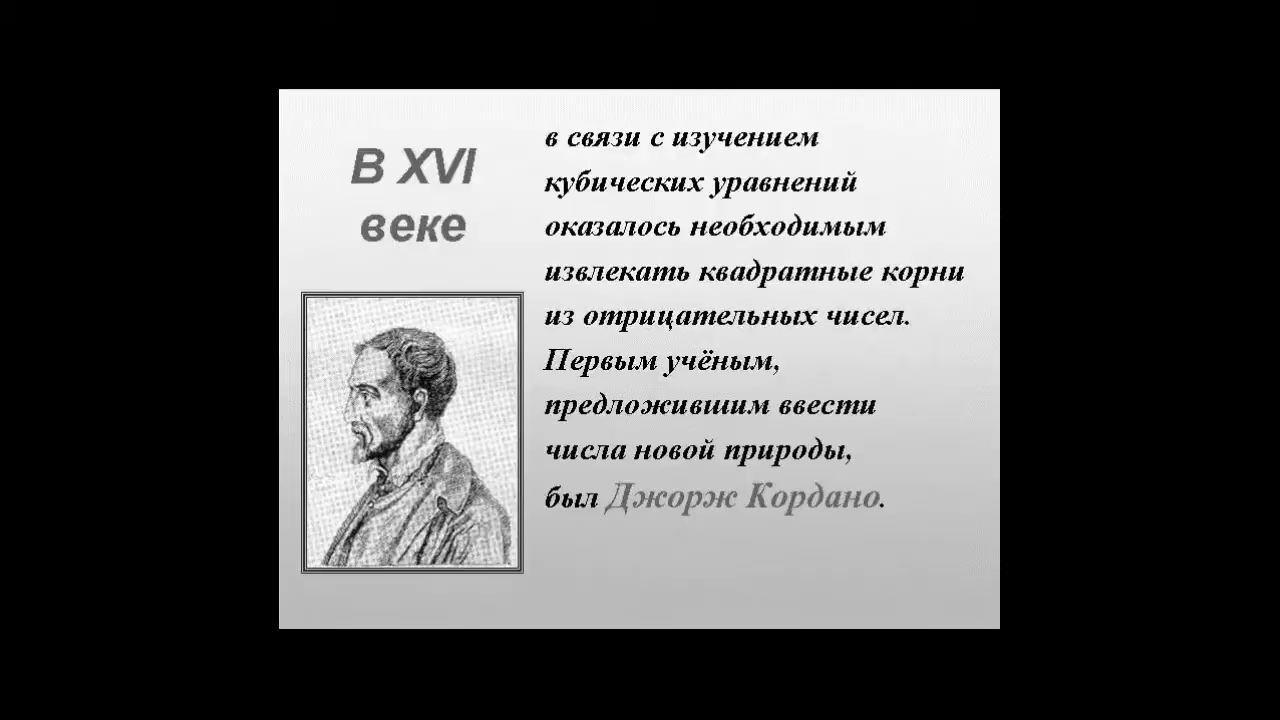 В XVI
веке
в связи с изучением
кубических уравнений
оказалось необходимым
извлекать квадратные корни
из отрицательных чисел.
Первым учёным,
предложившим ввести
числа новой природы,
был Джорж Кордано.